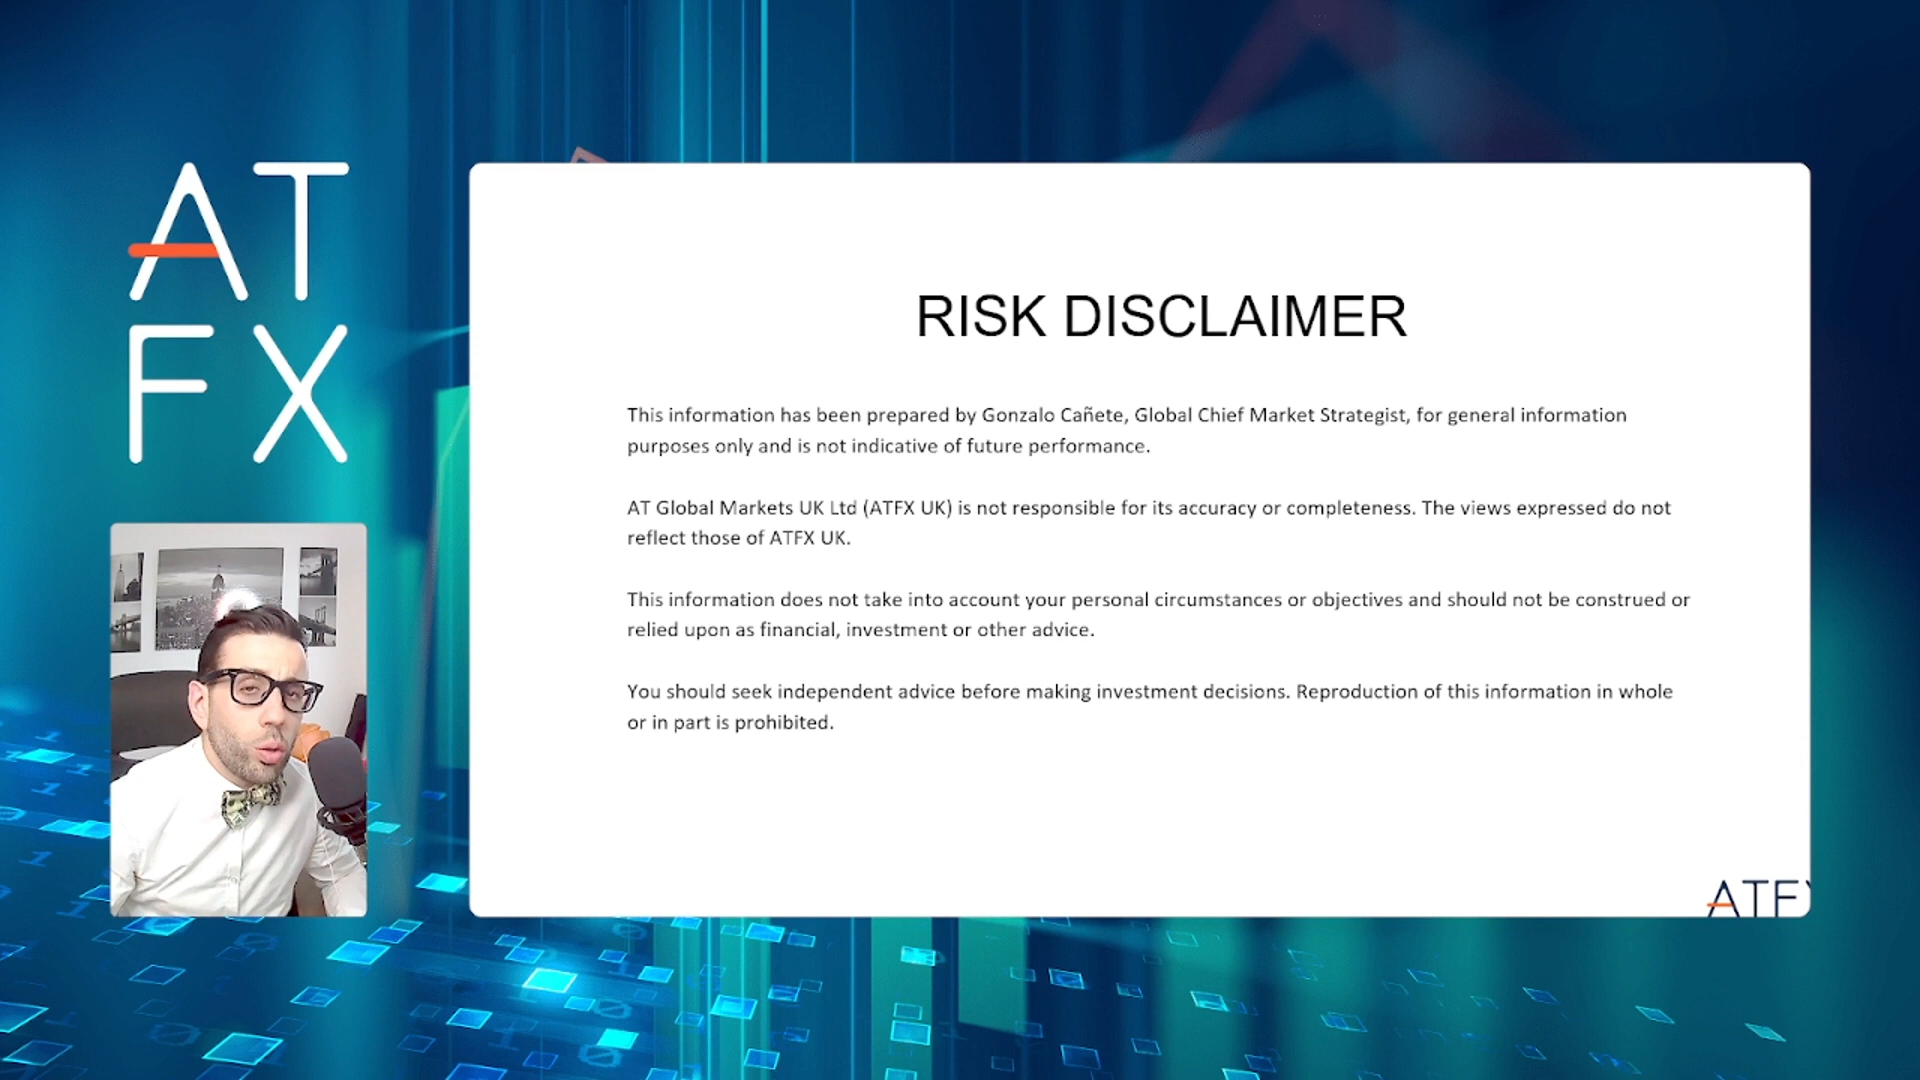 AT
FX
RISK DISCLAIMER
This information has been prepared by Gonzalo Cañete, Global Chief Market Strategist, for general information
purposes only and is not indicative of future performance.
AT Global Markets UK Ltd (ATFX UK) is not responsible for its accuracy or completeness. The views expressed do not
reflect those of ATFX UK.
This information does not take into account your personal circumstances or objectives and should not be construed or
relied upon as financial, investment or other advice.
You should seek independent advice before making investment decisions. Reproduction of this information in whole
or in part is prohibited.
ATF